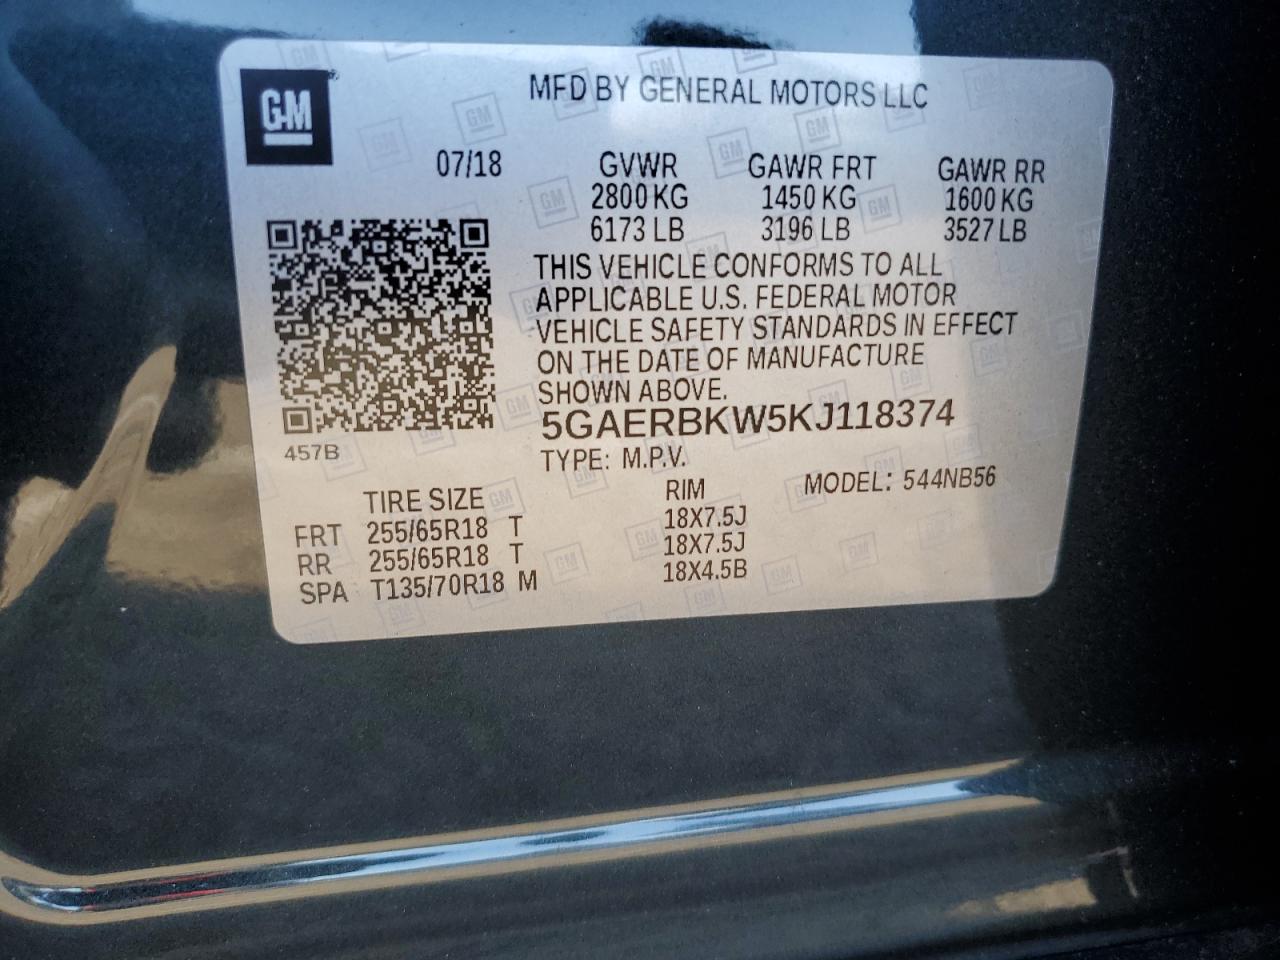 GM
MFD BY GENERAL MOTORS LLC
07/18 GVWR GAWR FRT GAWR RR
2800 KG 1450 KG 1600 KG
6173 LB 3196 LB 3527 LB
THIS VEHICLE CONFORMS TO ALL
APPLICABLE U.S. FEDERAL MOTOR
VEHICLE SAFETY STANDARDS IN EFFECT
ON THE DATE OF MANUFACTURE
SHOWN ABOVE.
5GAERBKW5KJ118374
457B
TYPE: M.P.V.
MODEL: 544NB56
TIRE SIZE RIM
FRT 255/65R18 T 18X7.5J
RR 255/65R18 T 18X7.5J
SPA T135/70R18 M 18X4.5B